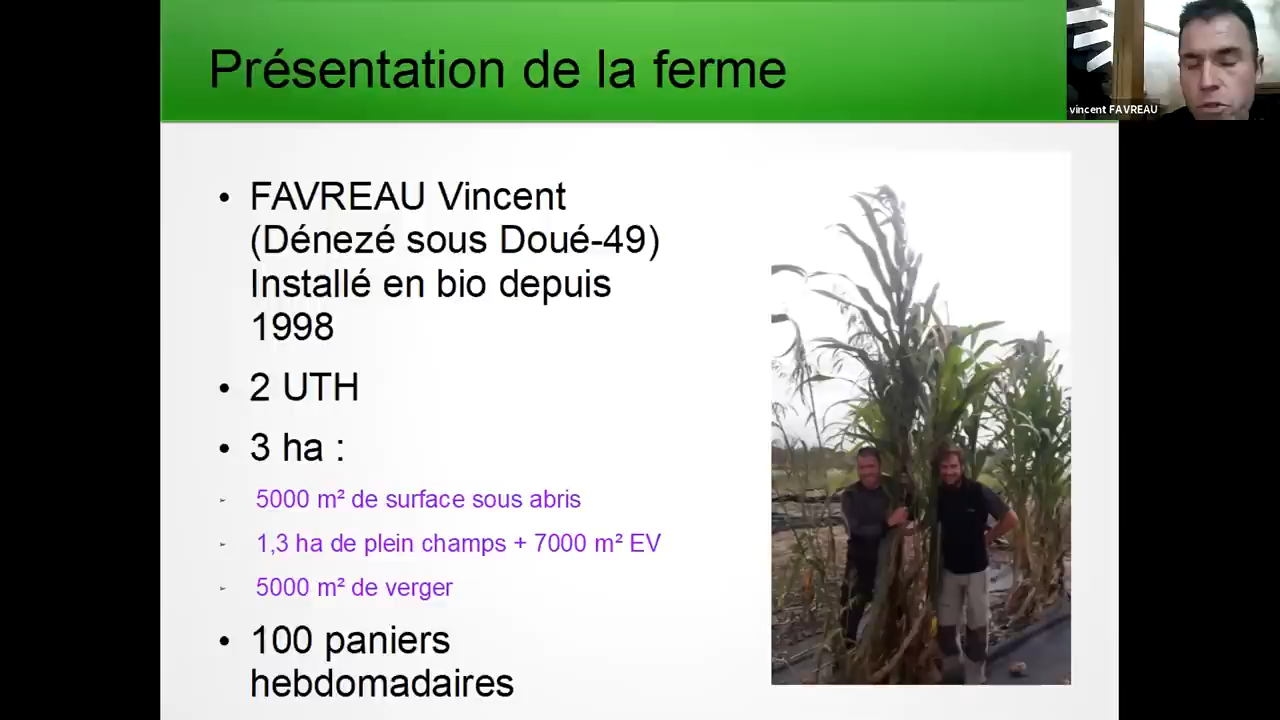 Présentation de la ferme
vincent FAVREAU
• FAVREAU Vincent
(Dénezé sous Doué-49)
Installé en bio depuis
1998
• 2 UTH
• 3 ha :
➢ 5000 m² de surface sous abris
➢ 1,3 ha de plein champs + 7000 m² EV
➢ 5000 m² de verger
• 100 paniers
hebdomadaires